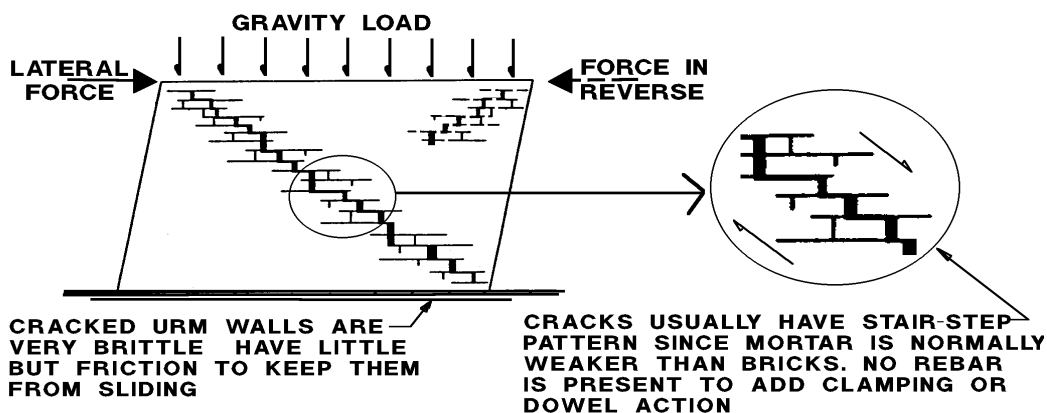 GRAVITY LOAD
LATERAL
FORCE
FORCE IN
REVERSE
CRACKED URM WALLS ARE
VERY BRITTLE HAVE LITTLE
BUT FRICTION TO KEEP THEM
FROM SLIDING
CRACKS USUALLY HAVE STAIR-STEP
PATTERN SINCE MORTAR IS NORMALLY
WEAKER THAN BRICKS. NO REBAR
IS PRESENT TO ADD CLAMPING OR
DOWEL ACTION